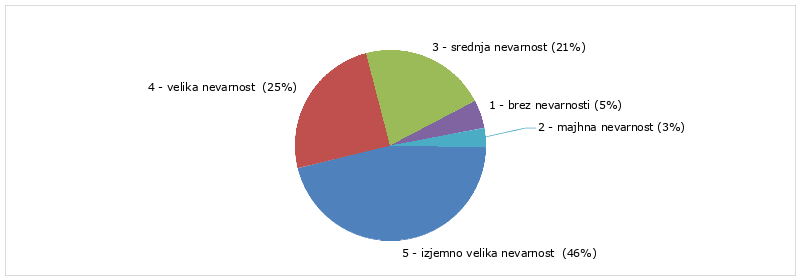 3 - srednja nevarnost (21%)
4 - velika nevarnost  (25%)
1 - brez nevarnosti (5%)
2 - majhna nevarnost (3%)
5 - izjemno velika nevarnost  (46%)